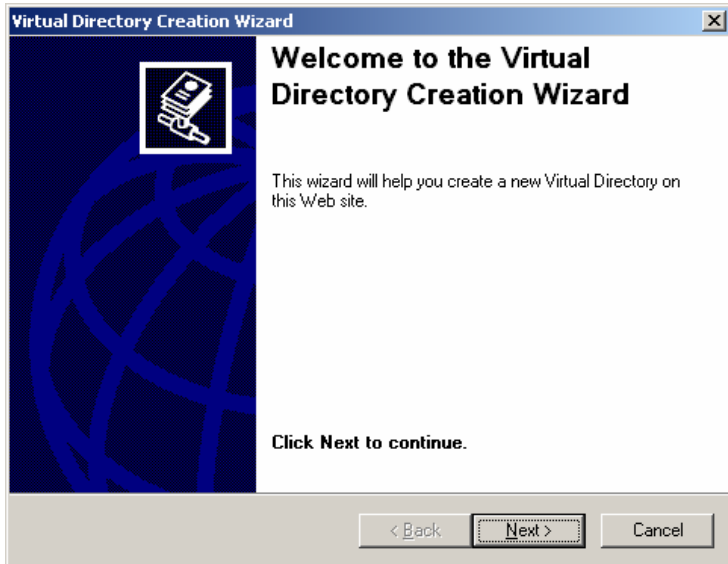 Virtual Directory Creation Wizard
Welcome to the Virtual
Directory Creation Wizard
This wizard will help you create a new Virtual Directory on
this Web site.
Click Next to continue.
< Back Next > Cancel